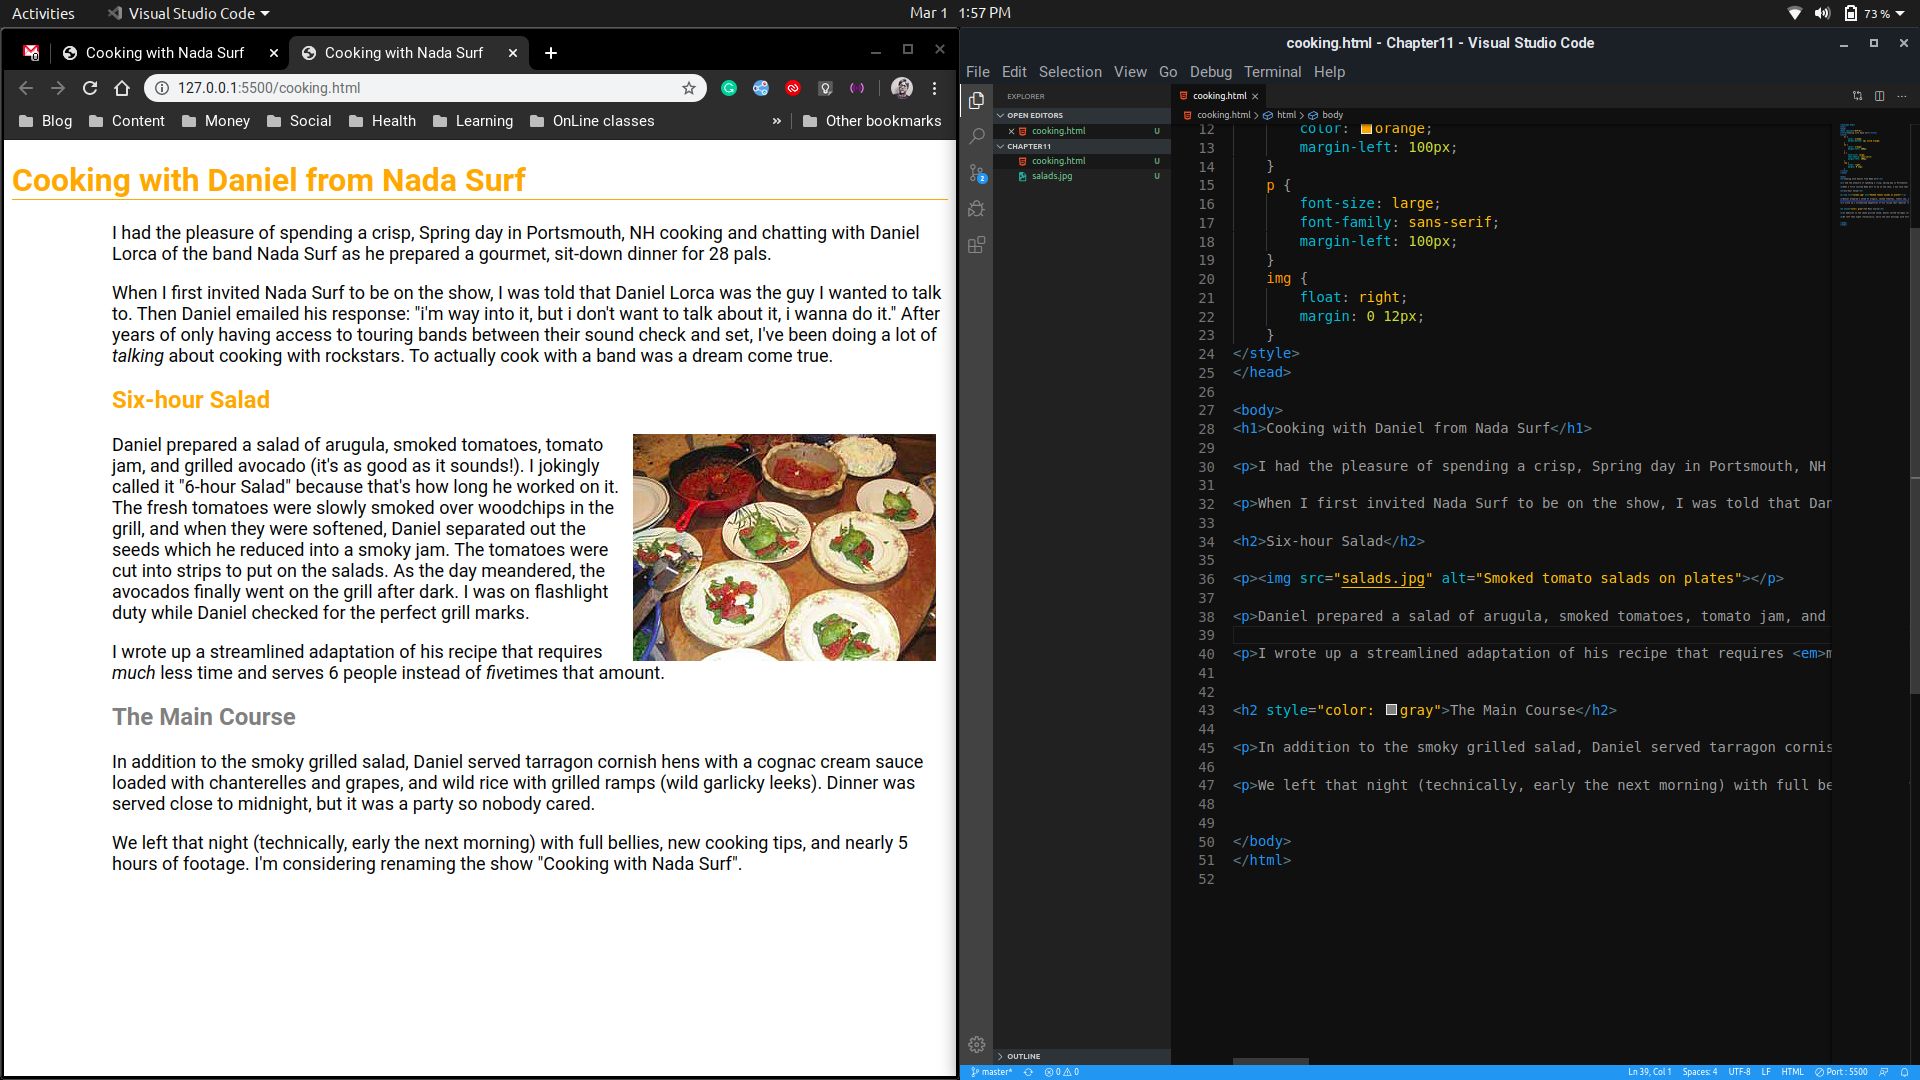 Activities Visual Studio Code Mar 1 1:57 PM 73 %
Cooking with Nada Surf Cooking with Nada Surf
127.0.0.1:5500/cooking.html
Blog Content Money Social Health Learning OnLine classes » Other bookmarks
Cooking with Daniel from Nada Surf
I had the pleasure of spending a crisp, Spring day in Portsmouth, NH cooking and chatting with Daniel
Lorca of the band Nada Surf as he prepared a gourmet, sit-down dinner for 28 pals.
When I first invited Nada Surf to be on the show, I was told that Daniel Lorca was the guy I wanted to talk
to. Then Daniel emailed his response: "i'm way into it, but i don't want to talk about it, i wanna do it." After
years of only having access to touring bands between their sound check and set, I've been doing a lot of
talking about cooking with rockstars. To actually cook with a band was a dream come true.
Six-hour Salad
Daniel prepared a salad of arugula, smoked tomatoes, tomato
jam, and grilled avocado (it's as good as it sounds!). I jokingly
called it "6-hour Salad" because that's how long he worked on it.
The fresh tomatoes were slowly smoked over woodchips in the
grill, and when they were softened, Daniel separated out the
seeds which he reduced into a smoky jam. The tomatoes were
cut into strips to put on the salads. As the day meandered, the
avocados finally went on the grill after dark. I was on flashlight
duty while Daniel checked for the perfect grill marks.
I wrote up a streamlined adaptation of his recipe that requires
much less time and serves 6 people instead of fivetimes that amount.
The Main Course
In addition to the smoky grilled salad, Daniel served tarragon cornish hens with a cognac cream sauce
loaded with chanterelles and grapes, and wild rice with grilled ramps (wild garlicky leeks). Dinner was
served close to midnight, but it was a party so nobody cared.
We left that night (technically, early the next morning) with full bellies, new cooking tips, and nearly 5
hours of footage. I'm considering renaming the show "Cooking with Nada Surf".
cooking.html - Chapter11 - Visual Studio Code
File Edit Selection View Go Debug Terminal Help
EXPLORER
OPEN EDITORS
cooking.html U
CHAPTER11
cooking.html U
salads.jpg U
2
OUTLINE
cooking.html
cooking.html > html > body
12 color: orange;
13 margin-left: 100px;
14 }
15 p {
16 font-size: large;
17 font-family: sans-serif;
18 margin-left: 100px;
19 }
20 img {
21 float: right;
22 margin: 0 12px;
23 }
24 </style>
25 </head>
26
27 <body>
28 <h1>Cooking with Daniel from Nada Surf</h1>
29
30 <p>I had the pleasure of spending a crisp, Spring day in Portsmouth, NH
31
32 <p>When I first invited Nada Surf to be on the show, I was told that Dan
33
34 <h2>Six-hour Salad</h2>
35
36 <p><img src="salads.jpg" alt="Smoked tomato salads on plates"></p>
37
38 <p>Daniel prepared a salad of arugula, smoked tomatoes, tomato jam, and
39
40 <p>I wrote up a streamlined adaptation of his recipe that requires <em>m
41
42
43 <h2 style="color: gray">The Main Course</h2>
44
45 <p>In addition to the smoky grilled salad, Daniel served tarragon cornis
46
47 <p>We left that night (technically, early the next morning) with full be
48
49
50 </body>
51 </html>
52
master* 0 0 Ln 39, Col 1 Spaces: 4 UTF-8 LF HTML Port : 5500